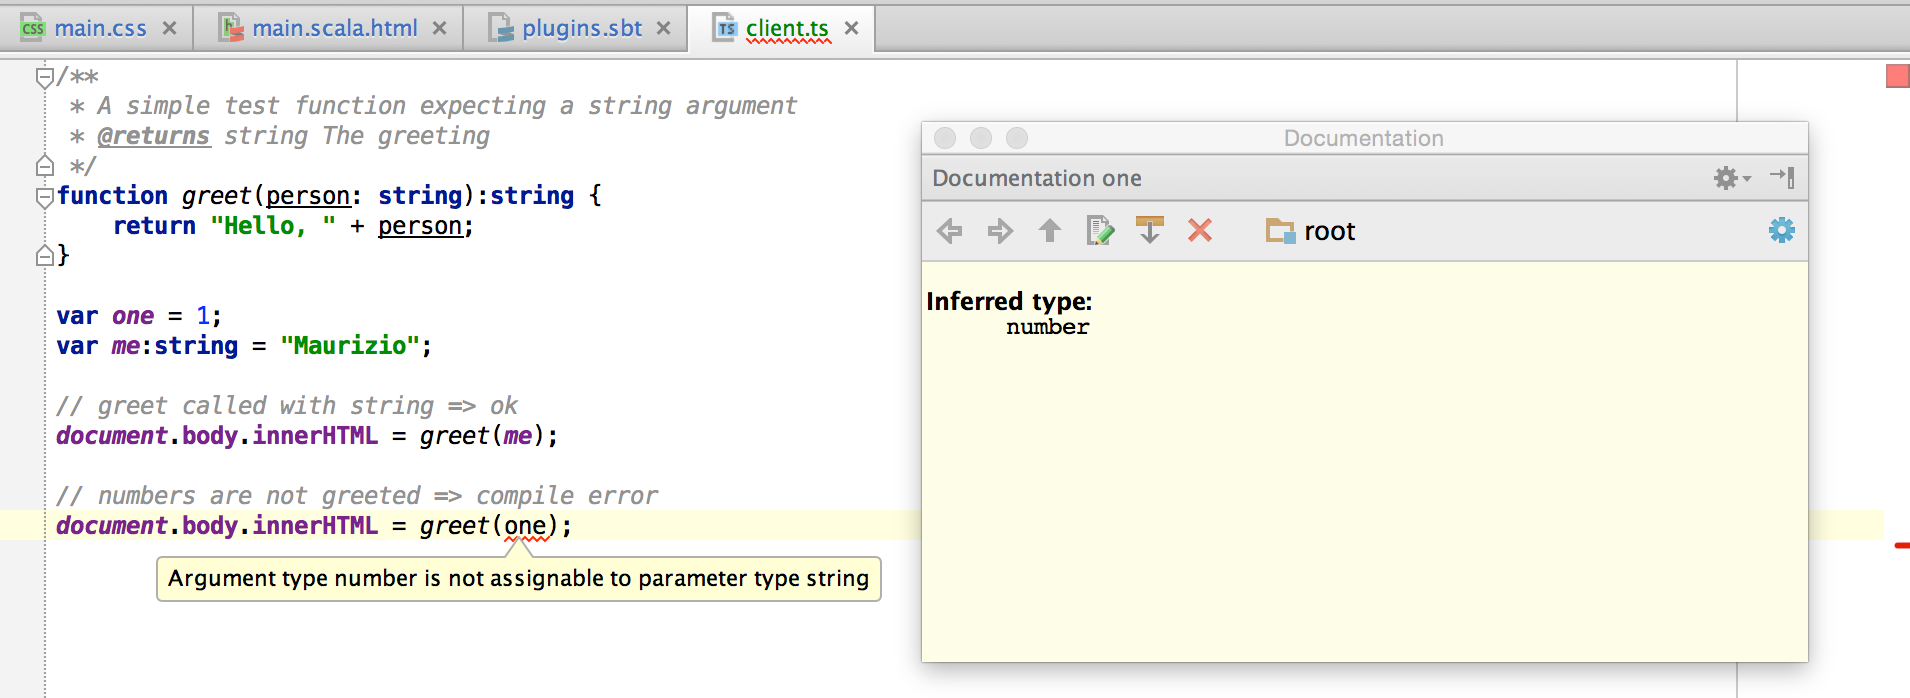 main.css
main.scala.html
plugins.sbt
client.ts
/**
* A simple test function expecting a string argument
* @returns string The greeting
*/
function greet(person: string):string {
return "Hello, " + person;
}
var one = 1;
var me:string = "Maurizio";
// greet called with string => ok
document.body.innerHTML = greet(me);
// numbers are not greeted => compile error
document.body.innerHTML = greet(one);
Argument type number is not assignable to parameter type string
Documentation
Documentation one
root
Inferred type:
number